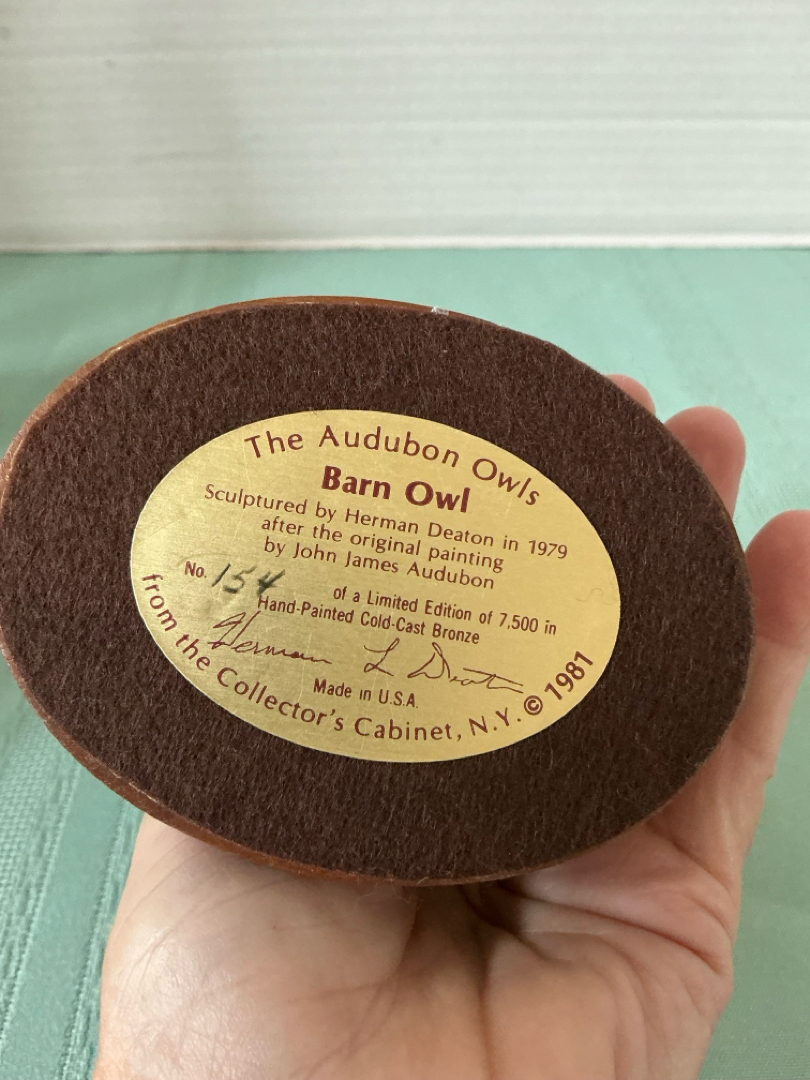 The Audubon Owls
Barn Owl
Sculptured by Herman Deaton in 1979
after the original painting
by John James Audubon
No. 154 of a Limited Edition of 7,500 in
Hand-Painted Cold-Cast Bronze
Herman L Deaton
Made in U.S.A.
from the Collector's Cabinet, N.Y. © 1981